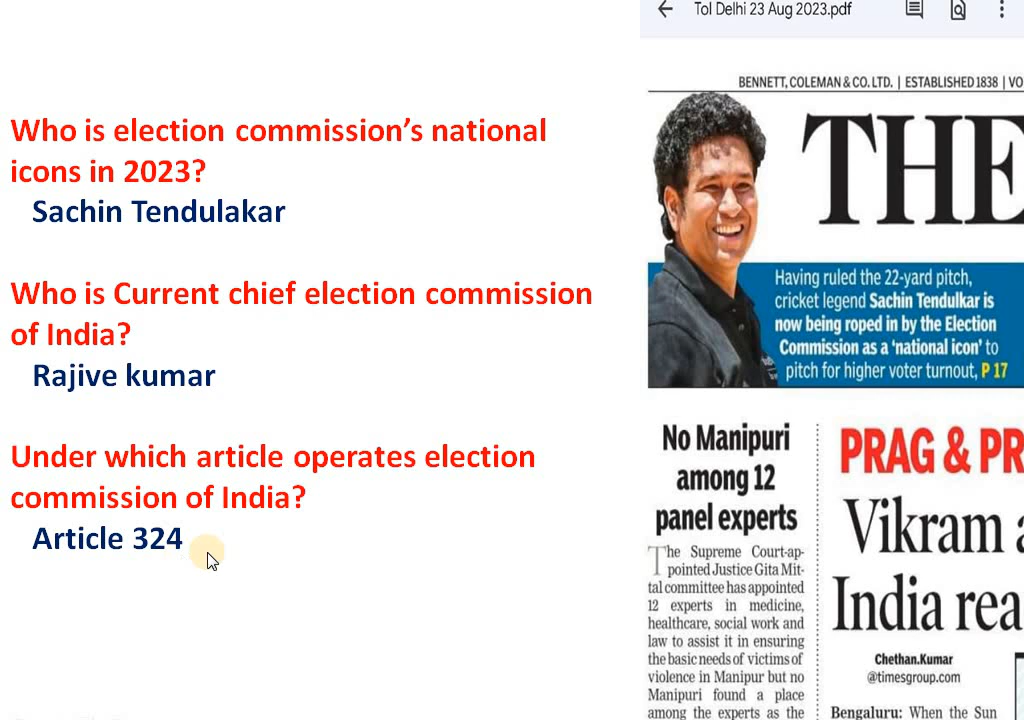 Who is election commission’s national
icons in 2023?
Sachin Tendulakar
Who is Current chief election commission
of India?
Rajive kumar
Under which article operates election
commission of India?
Article 324
ToI Delhi 23 Aug 2023.pdf
BENNETT, COLEMAN & CO. LTD. | ESTABLISHED 1838 | VO
THE
Having ruled the 22-yard pitch,
cricket legend Sachin Tendulkar is
now being roped in by the Election
Commission as a ‘national icon’ to
pitch for higher voter turnout, P 17
No Manipuri
among 12
panel experts
The Supreme Court-ap-
pointed Justice Gita Mit-
tal committee has appointed
12 experts in medicine,
healthcare, social work and
law to assist it in ensuring
the basic needs of victims of
violence in Manipur but no
Manipuri found a place
among the experts as the
PRAG & PR
Vikram a
India rea
Chethan.Kumar
@timesgroup.com
Bengaluru: When the Sun